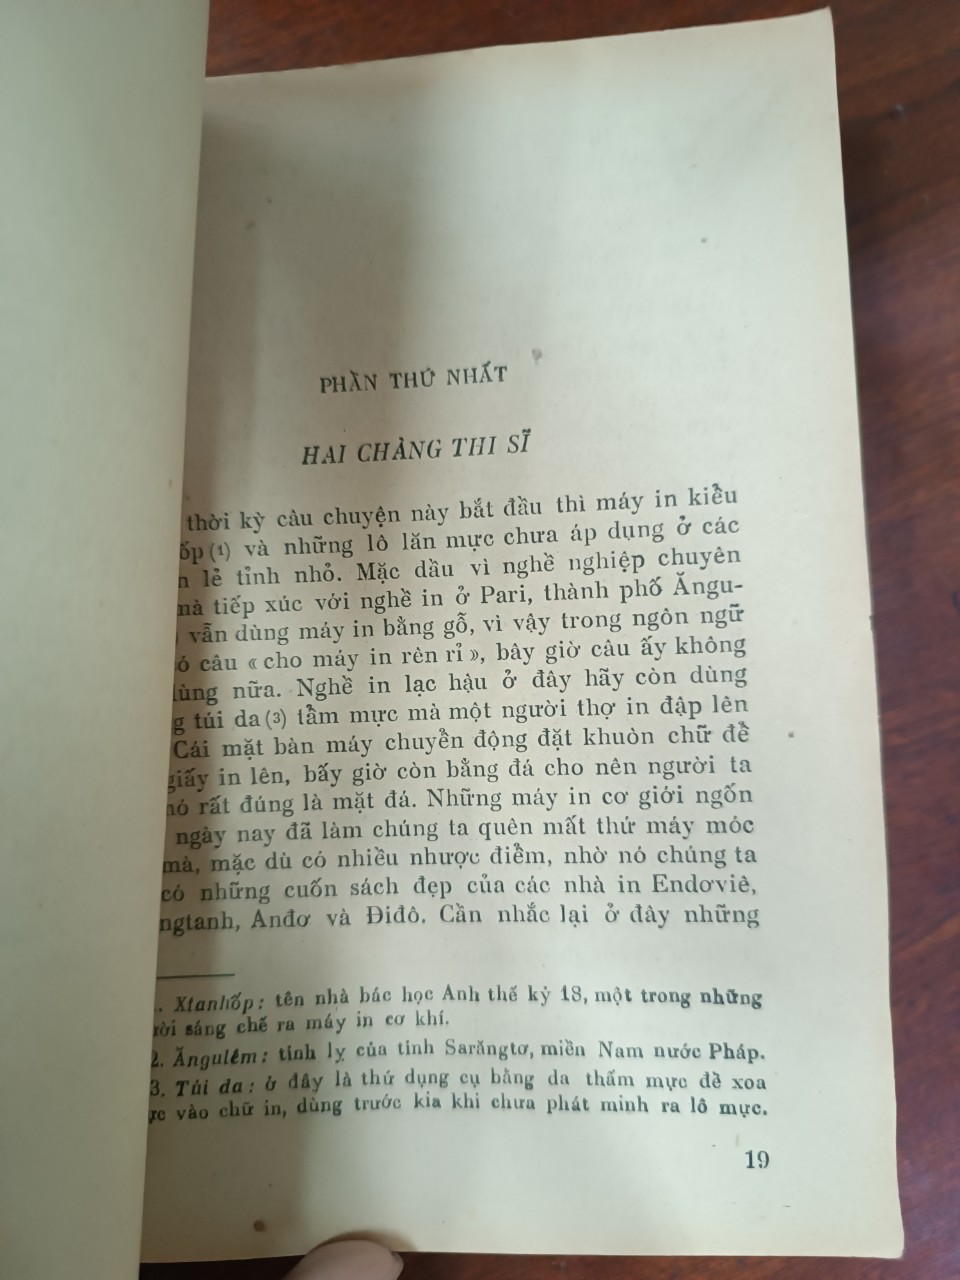 PHẦN THỨ NHẤT
HAI CHÀNG THI SĨ
thời kỳ câu chuyện này bắt đầu thì máy in kiểu
ốp(1) và những lô lăn mực chưa áp dụng ở các
n lẻ tỉnh nhỏ. Mặc dầu vì nghề nghiệp chuyên
mà tiếp xúc với nghề in ở Pari, thành phố Ăngu-
vẫn dùng máy in bằng gỗ, vì vậy trong ngôn ngữ
ó câu « cho máy in rên rỉ », bây giờ câu ấy không
dùng nữa. Nghề in lạc hậu ở đây hãy còn dùng
g túi da(3) tẩm mực mà một người thợ in đập lên
Cái mặt bàn máy chuyển động đặt khuôn chữ để
giấy in lên, bấy giờ còn bằng đá cho nên người ta
nó rất đúng là mặt đá. Những máy in cơ giới ngốn
ngày nay đã làm chúng ta quên mất thứ máy móc
mà, mặc dù có nhiều nhược điểm, nhờ nó chúng ta
có những cuốn sách đẹp của các nhà in Endơviê,
ngtanh, Anđơ và Điđô. Cần nhắc lại ở đây những
1. Xtanhốp: tên nhà bác học Anh thế kỷ 18, một trong những
ười sáng chế ra máy in cơ khí.
2. Ăngulêm: tỉnh lỵ của tỉnh Sarăngtơ, miền Nam nước Pháp.
3. Túi da: ở đây là thứ dụng cụ bằng da thấm mực để xoa
ực vào chữ in, dùng trước kia khi chưa phát minh ra lô mực.
19